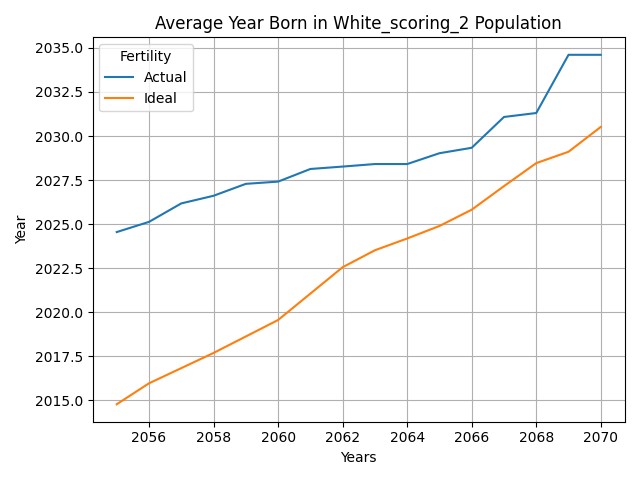 Average Year Born in White_scoring_2 Population
Fertility
Actual
Ideal
2035.0
2032.5
2030.0
2027.5
2025.0
2022.5
2020.0
2017.5
2015.0
Year
2056 2058 2060 2062 2064 2066 2068 2070
Years